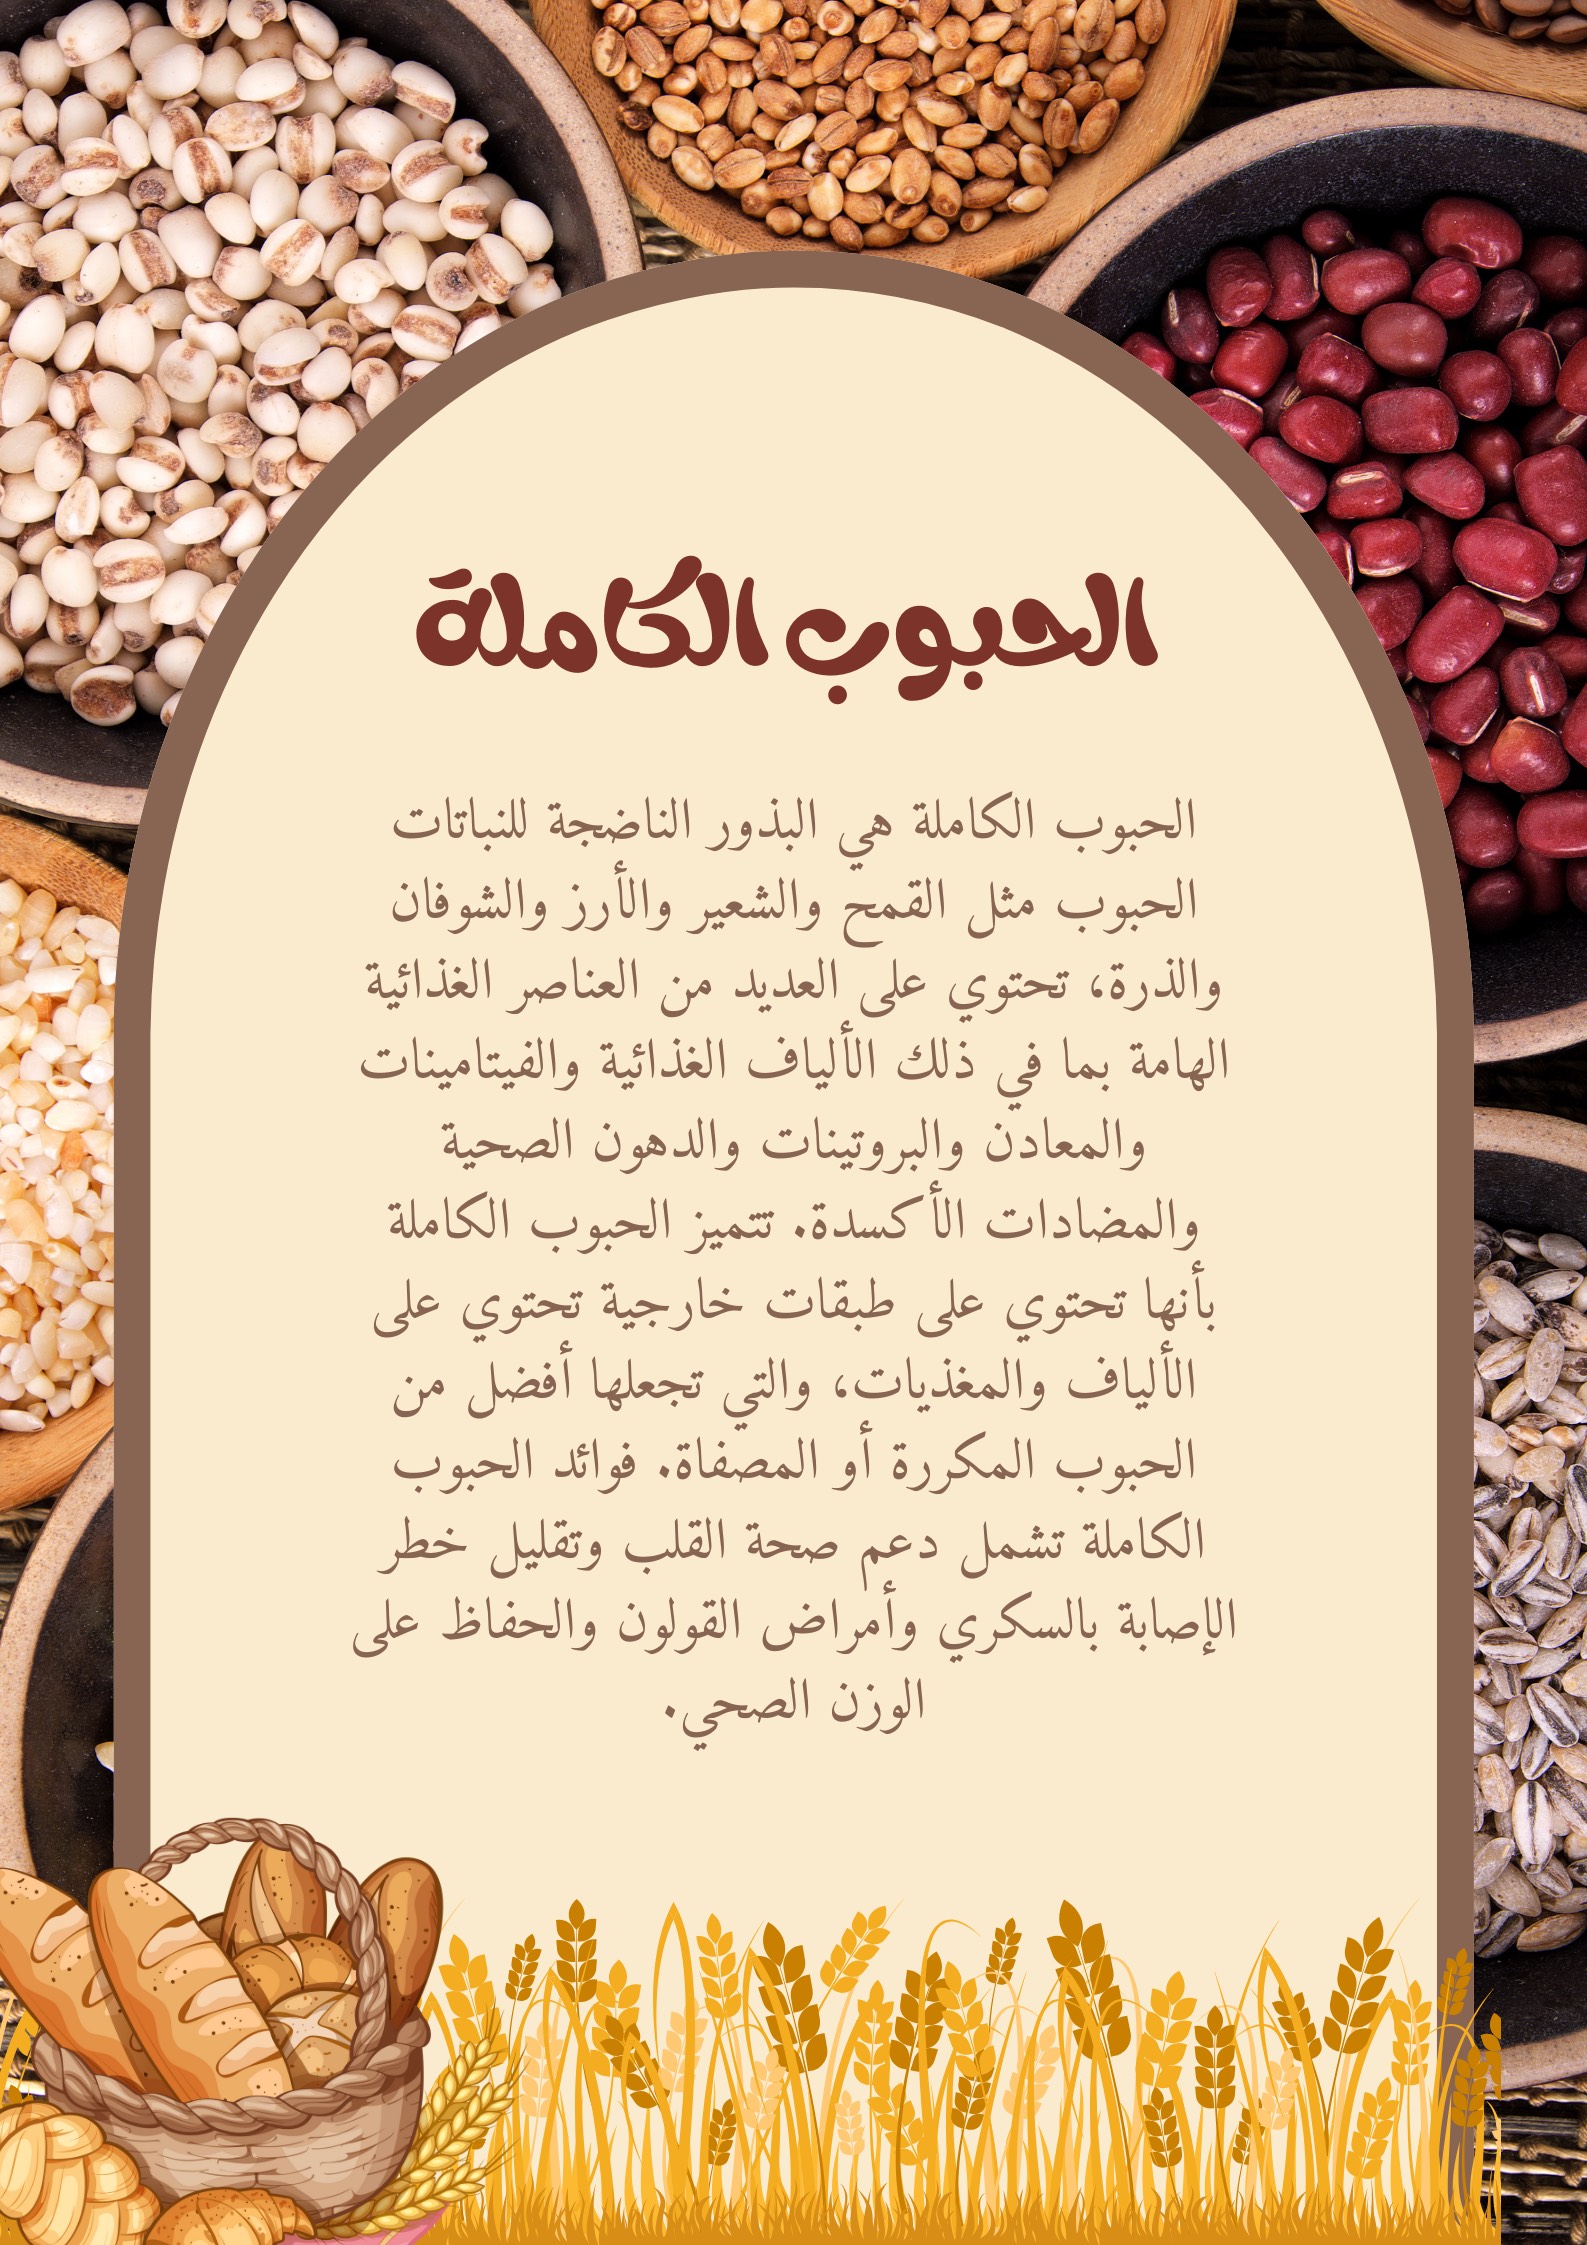 الحبوب الكاملة
الحبوب الكاملة هي البذور الناضجة للنباتات
الحبوب مثل القمح والشعير والأرز والشوفان
والذرة، تحتوي على العديد من العناصر الغذائية
الهامة بما في ذلك الألياف الغذائية والفيتامينات
والمعادن والبروتينات والدهون الصحية
والمضادات الأكسدة. تتميز الحبوب الكاملة
بأنها تحتوي على طبقات خارجية تحتوي على
الألياف والمغذيات، والتي تجعلها أفضل من
الحبوب المكررة أو المصفاة. فوائد الحبوب
الكاملة تشمل دعم صحة القلب وتقليل خطر
الإصابة بالسكري وأمراض القولون والحفاظ على
الوزن الصحي.